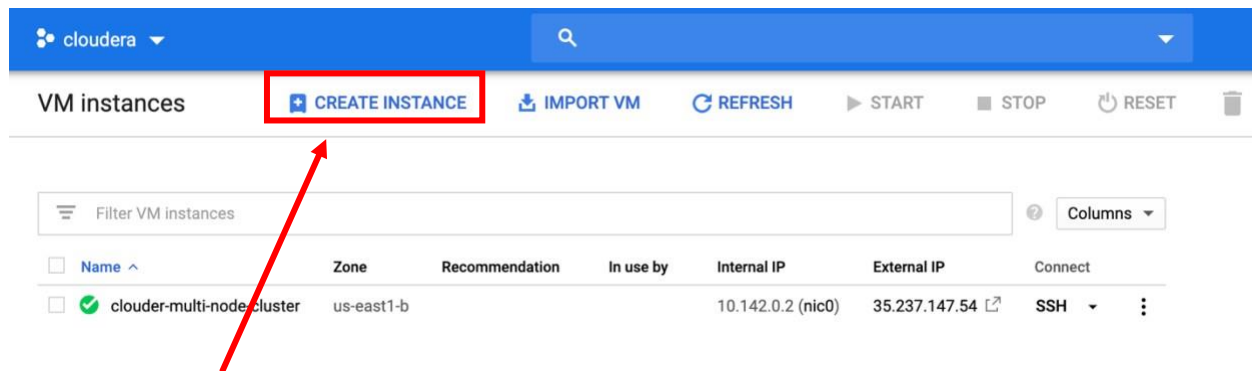 cloudera
VM instances CREATE INSTANCE IMPORT VM REFRESH START STOP RESET
Filter VM instances Columns
Name Zone Recommendation In use by Internal IP External IP Connect
clouder-multi-node-cluster us-east1-b 10.142.0.2 (nic0) 35.237.147.54 SSH